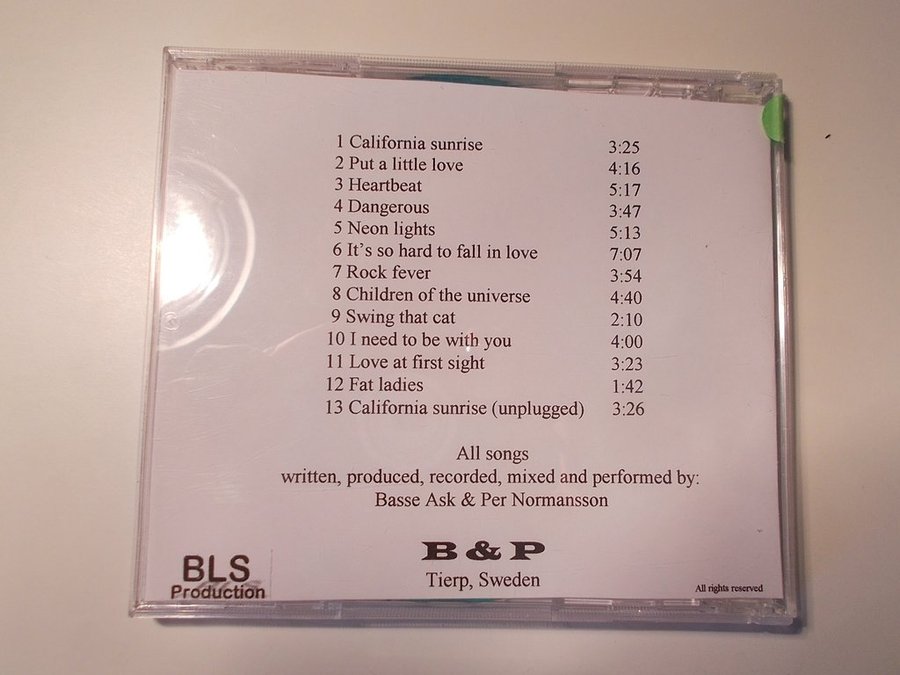 1 California sunrise 3:25
2 Put a little love 4:16
3 Heartbeat 5:17
4 Dangerous 3:47
5 Neon lights 5:13
6 It's so hard to fall in love 7:07
7 Rock fever 3:54
8 Children of the universe 4:40
9 Swing that cat 2:10
10 I need to be with you 4:00
11 Love at first sight 3:23
12 Fat ladies 1:42
13 California sunrise (unplugged) 3:26
All songs
written, produced, recorded, mixed and performed by:
Basse Ask & Per Normansson
B & P
Tierp, Sweden
BLS
Production
All rights reserved